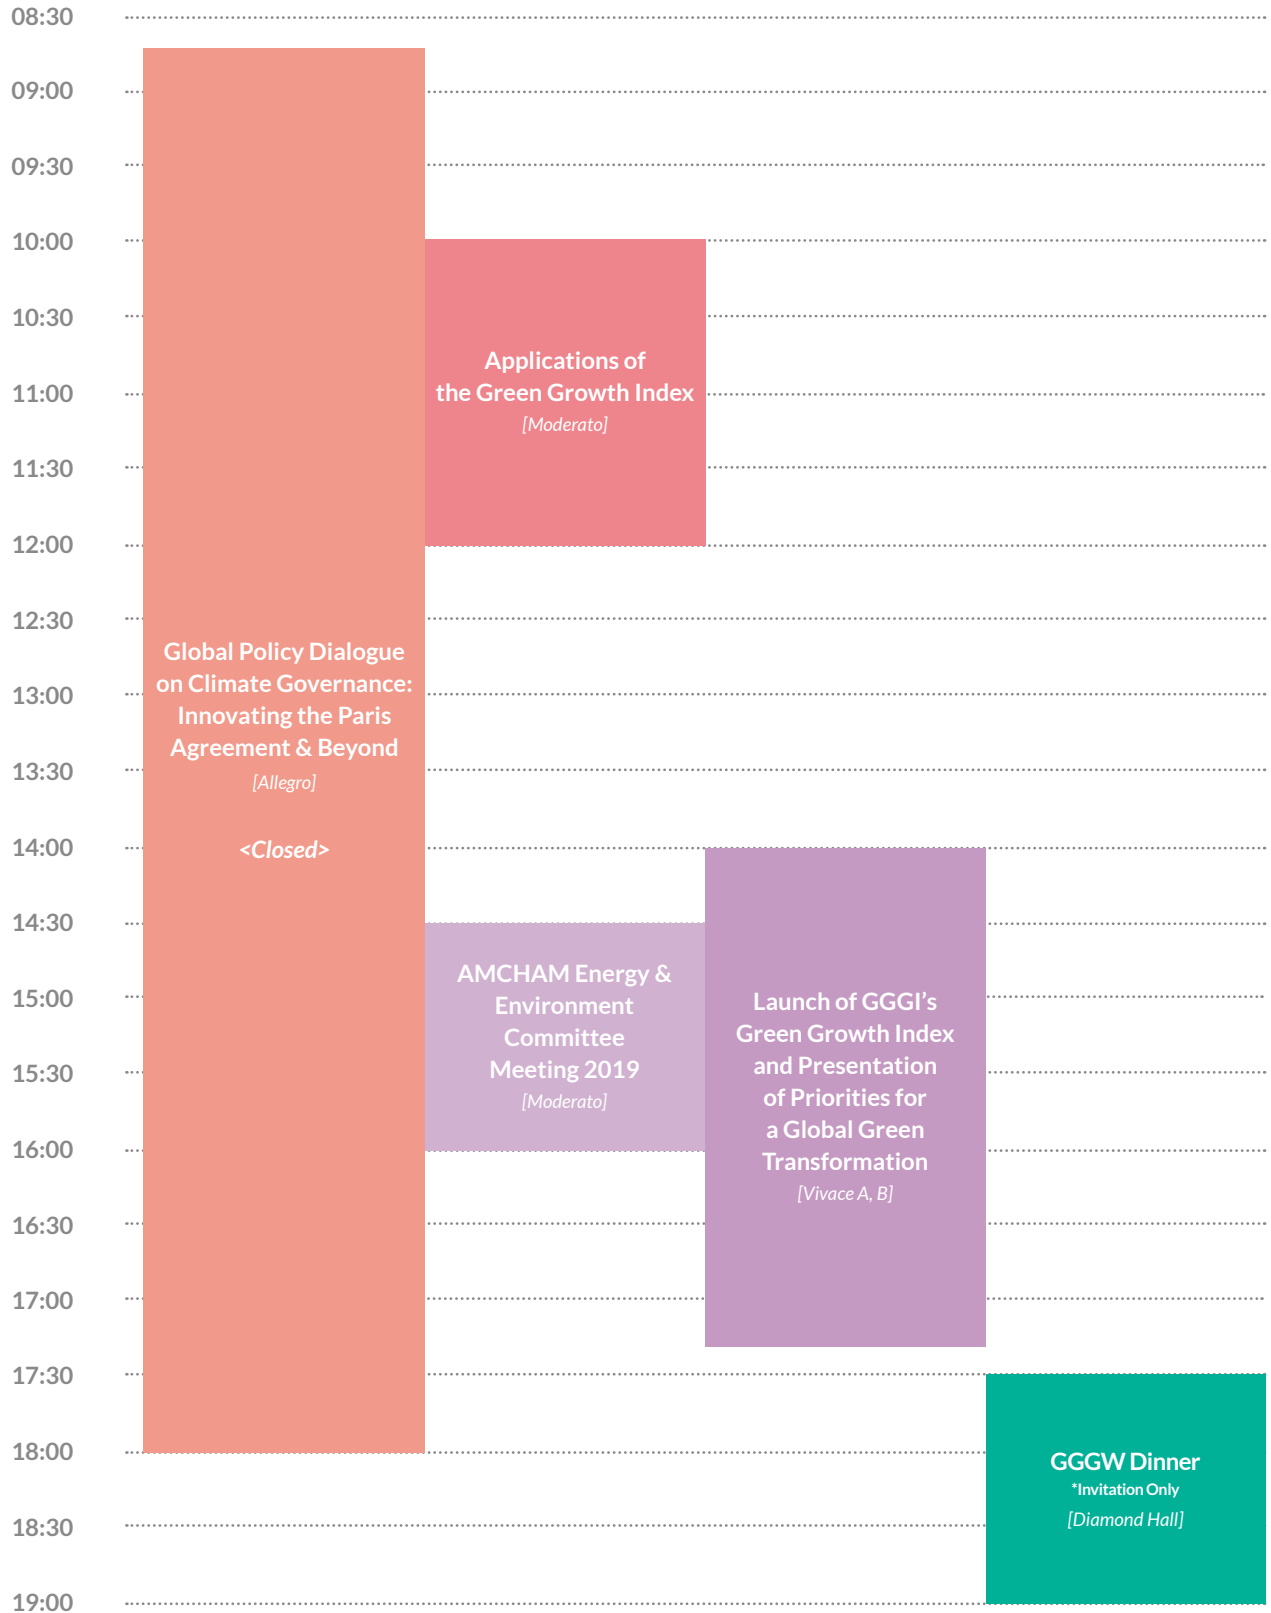 08:30
09:00
09:30
10:00
10:30
11:00
11:30
12:00
12:30
13:00
13:30
14:00
14:30
15:00
15:30
16:00
16:30
17:00
17:30
18:00
18:30
19:00
Global Policy Dialogue
on Climate Governance:
Innovating the Paris
Agreement & Beyond
[Allegro]
<Closed>
Applications of
the Green Growth Index
[Moderato]
AMCHAM Energy &
Environment
Committee
Meeting 2019
[Moderato]
Launch of GGGI’s
Green Growth Index
and Presentation
of Priorities for
a Global Green
Transformation
[Vivace A, B]
GGGW Dinner
*Invitation Only
[Diamond Hall]